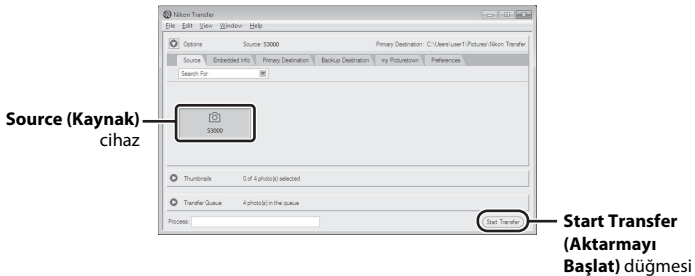 Nikon Transfer
File Edit View Window Help
Options Source: S3000 Primary Destination: C:\Users\user1\Pictures\Nikon Transfer
Source Embedded Info Primary Destination Backup Destination my Picturetown Preferences
Search For
S3000
Source (Kaynak)
cihaz
Thumbnails 0 of 4 photo(s) selected
Transfer Queue 4 photo(s) in the queue
Process: Start Transfer
Start Transfer
(Aktarmayı
Başlat) düğmesi